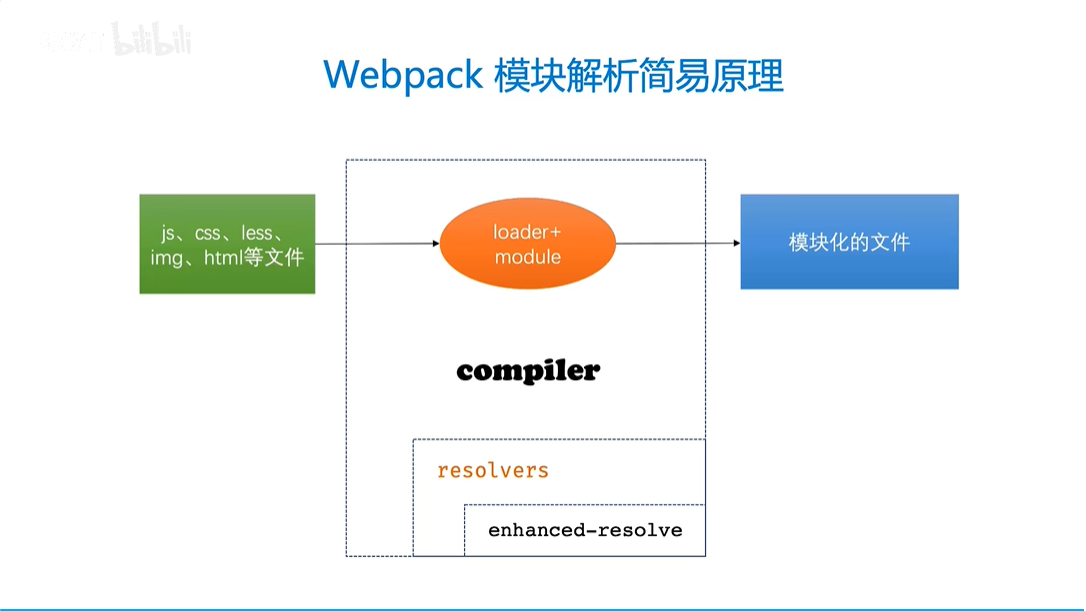 bilibili
Webpack 模块解析简易原理
js、css、less、
img、html等文件
loader+
module
模块化的文件
compiler
resolvers
enhanced-resolve